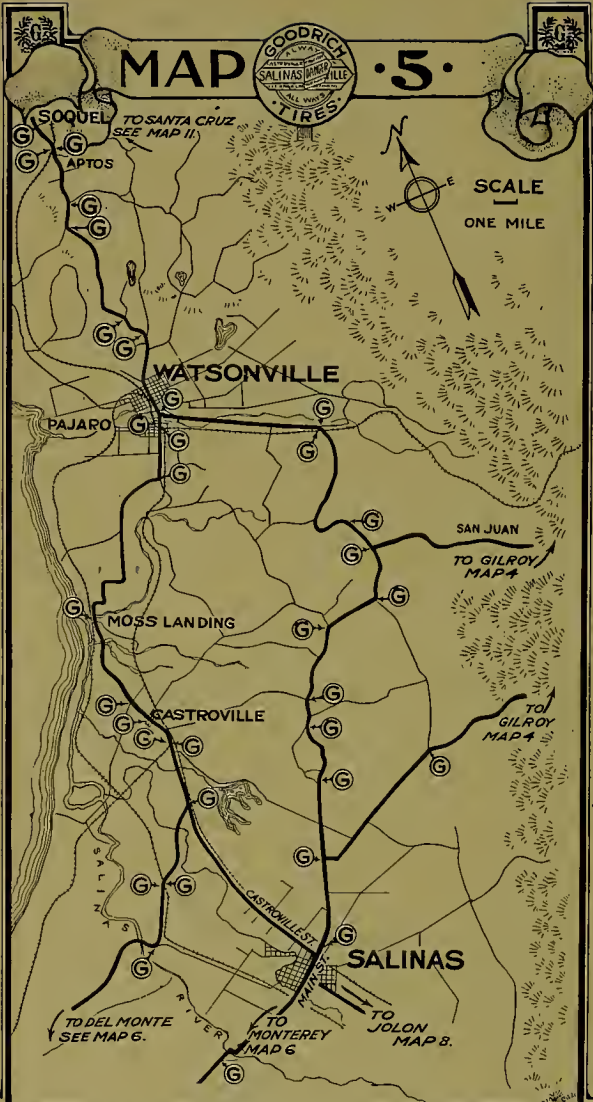 G
G
MAP
GOODRICH
ALWAYS
SALINAS
VILLE
ALL WAYS
TIRES
• 5 •
SOQUEL
TO SANTA CRUZ
SEE MAP 11.
G
G
APTOS
N
W
E
SCALE
ONE MILE
G
G
G
G
WATSONVILLE
G
G
PAJARO
G
G
G
G
G
G
SAN JUAN
TO GILROY
MAP 4
G
G
G
MOSS LANDING
G
G
G
CASTROVILLE
G
G
G
TO
GILROY
MAP 4
G
G
G
G
SALINAS
G
G
CASTROVILLE ST.
G
G
SALINAS
MAIN ST.
RIVER
TO DEL MONTE
SEE MAP 6.
TO
MONTEREY
MAP 6
TO
JOLON
MAP 8.
G